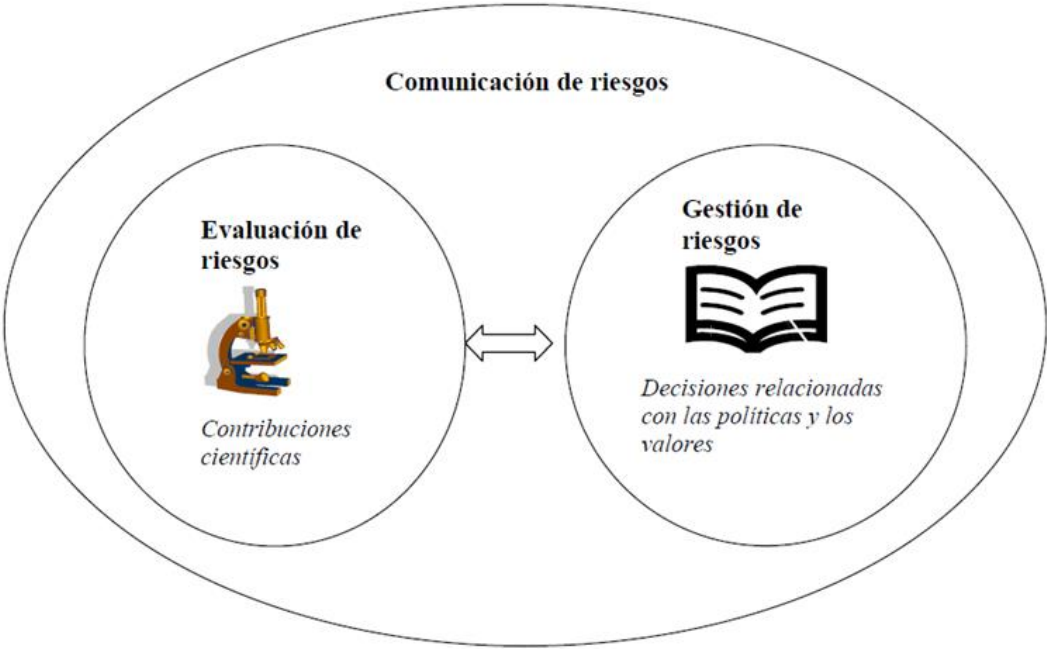 Comunicación de riesgos
Evaluación de
riesgos
Contribuciones
científicas
Gestión de
riesgos
Decisiones relacionadas
con las políticas y los
valores